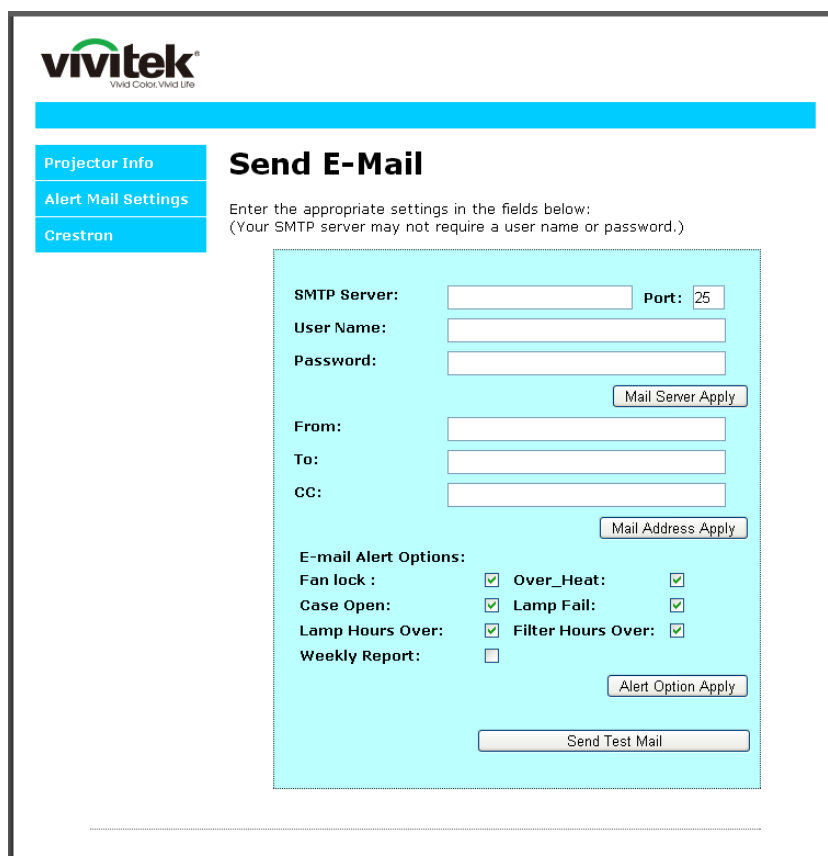 vivitek®
Vivid Color, Vivid Life
Projector Info
Alert Mail Settings
Crestron
Send E-Mail
Enter the appropriate settings in the fields below:
(Your SMTP server may not require a user name or password.)
SMTP Server: Port: 25
User Name:
Password:
Mail Server Apply
From:
To:
CC:
Mail Address Apply
E-mail Alert Options:
Fan lock : Over_Heat:
Case Open: Lamp Fail:
Lamp Hours Over: Filter Hours Over:
Weekly Report:
Alert Option Apply
Send Test Mail